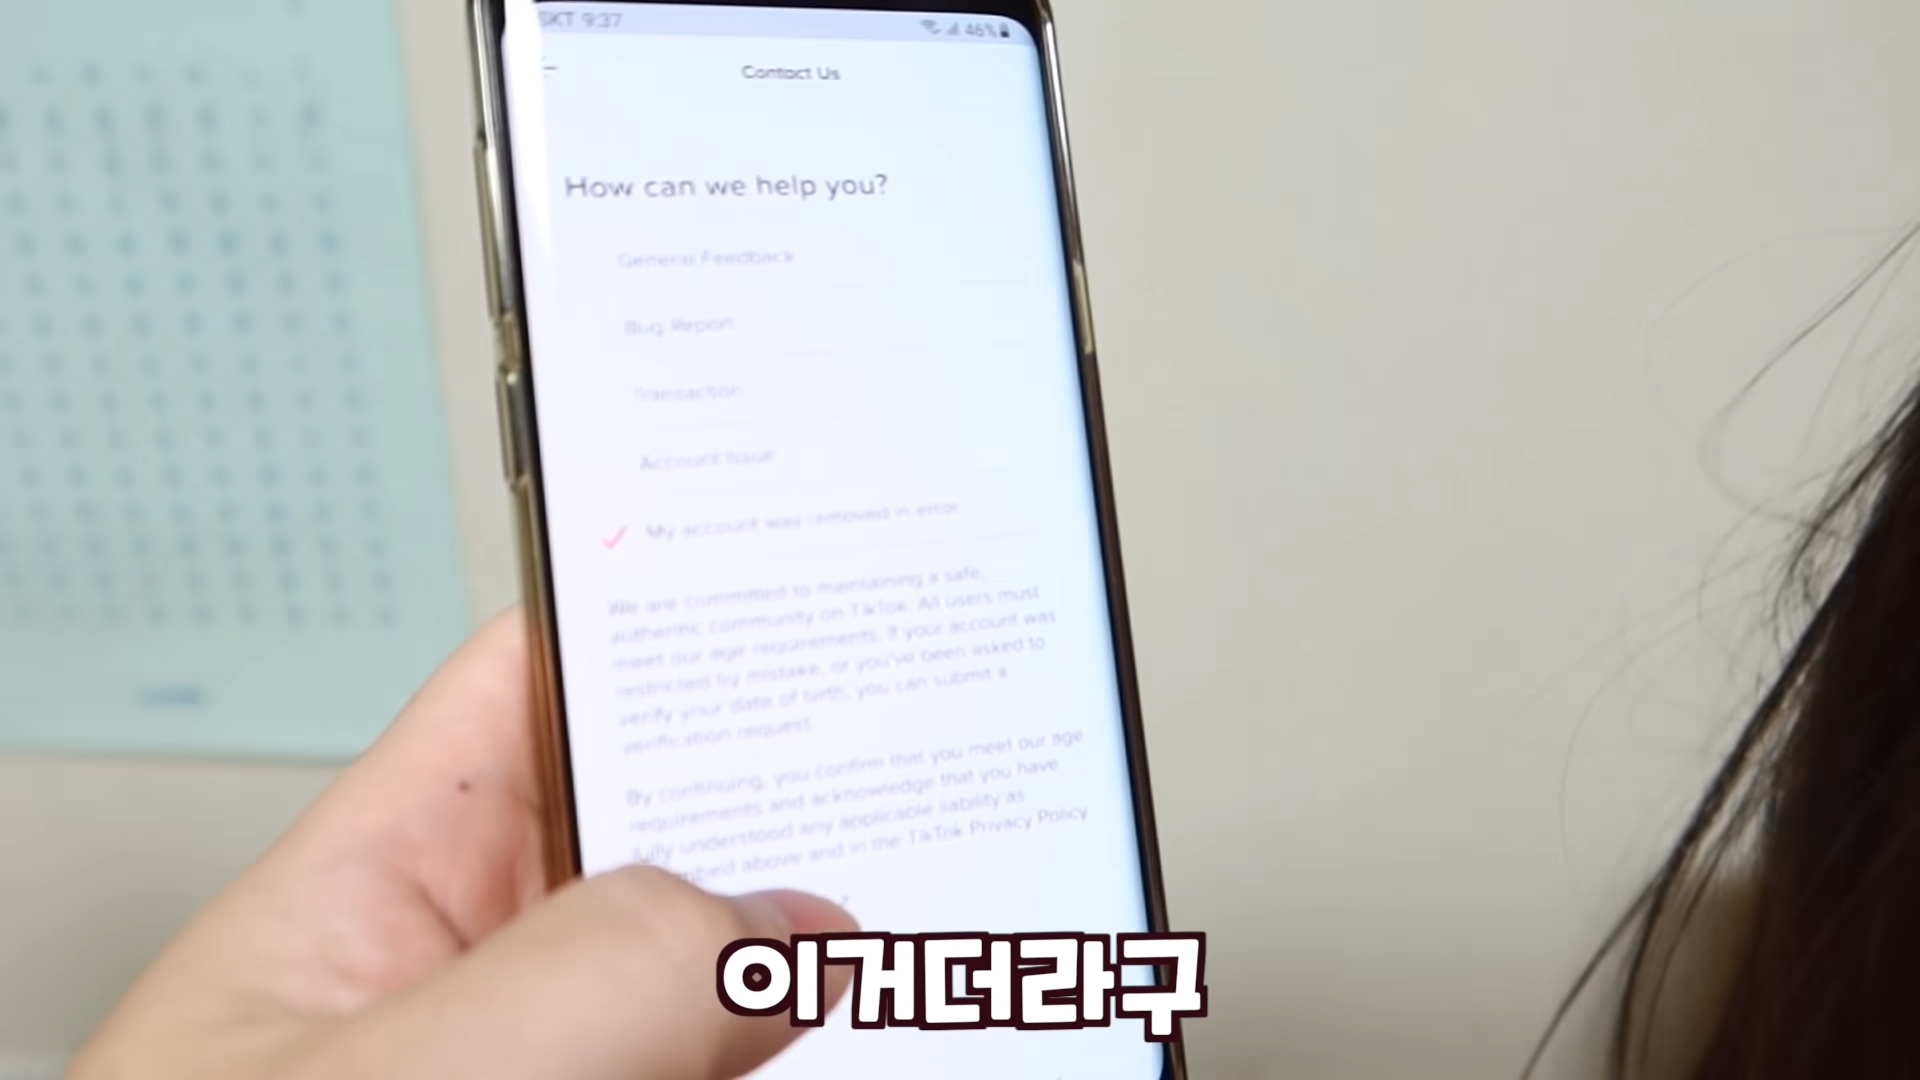 SKT 9:37
46%
Contact Us
How can we help you?
General Feedback
Bug Report
Transaction
Account Issue
My account was removed in error
We are committed to maintaining a safe,
authentic community on TikTok. All users must
meet our age requirements. If your account was
restricted by mistake, or you've been asked to
verify your date of birth, you can submit a
verification request.
By continuing, you confirm that you meet our age
requirements and acknowledge that you have
fully understood any applicable liability as
above and in the TikTok Privacy Policy
이거더라구